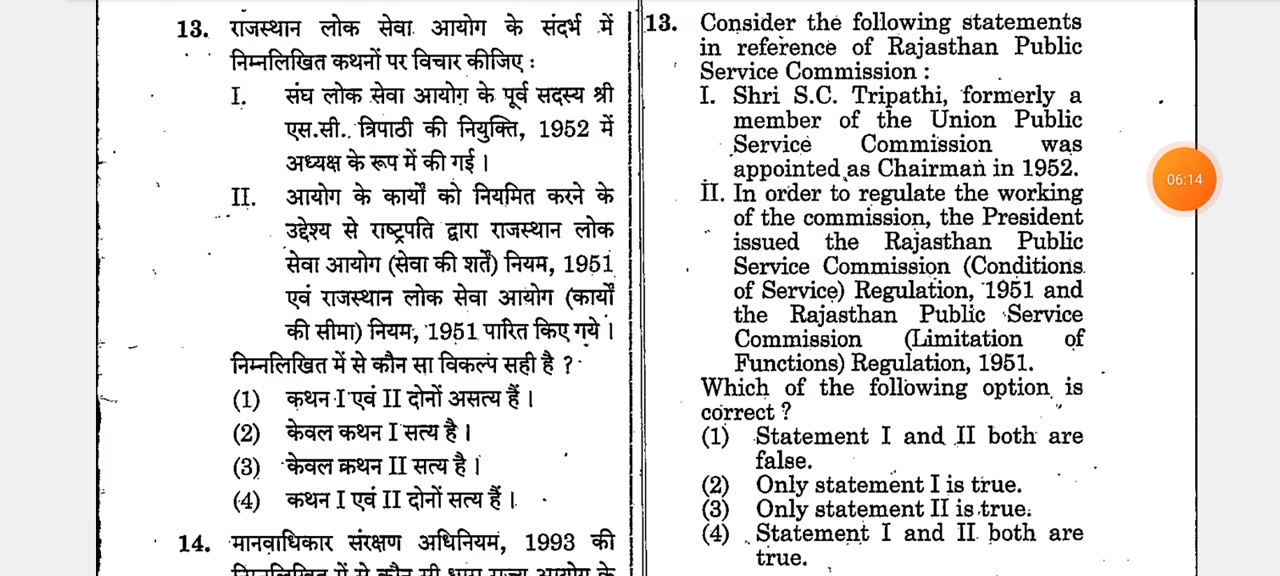 13. राजस्थान लोक सेवा आयोग के संदर्भ में
निम्नलिखित कथनों पर विचार कीजिए :
I. संघ लोक सेवा आयोग के पूर्व सदस्य श्री
एस.सी. त्रिपाठी की नियुक्ति, 1952 में
अध्यक्ष के रूप में की गई।
II. आयोग के कार्यों को नियमित करने के
उद्देश्य से राष्ट्रपति द्वारा राजस्थान लोक
सेवा आयोग (सेवा की शर्तें) नियम, 1951
एवं राजस्थान लोक सेवा आयोग (कार्यों
की सीमा) नियम, 1951 पारित किए गये।
निम्नलिखित में से कौन सा विकल्प सही है ?
(1) कथन I एवं II दोनों असत्य हैं।
(2) केवल कथन I सत्य है।
(3) केवल कथन II सत्य है।
(4) कथन I एवं II दोनों सत्य हैं।
14. मानवाधिकार संरक्षण अधिनियम, 1993 की
निम्नलिखित में से कौन सी धारा राज्य आयोग के
13. Consider the following statements
in reference of Rajasthan Public
Service Commission :
I. Shri S.C. Tripathi, formerly a
member of the Union Public
Service Commission was
appointed as Chairman in 1952.
II. In order to regulate the working
of the commission, the President
issued the Rajasthan Public
Service Commission (Conditions
of Service) Regulation, 1951 and
the Rajasthan Public Service
Commission (Limitation of
Functions) Regulation, 1951.
Which of the following option is
correct ?
(1) Statement I and II both are
false.
(2) Only statement I is true.
(3) Only statement II is true.
(4) Statement I and II both are
true.
06:14